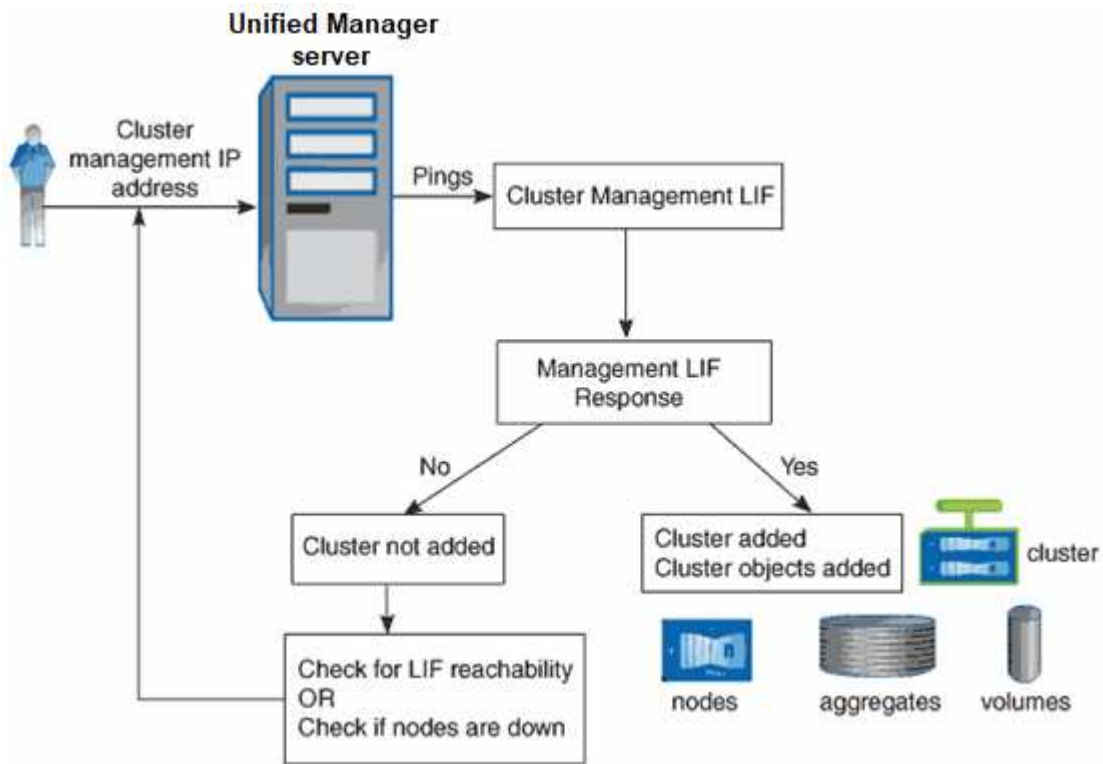 Unified Manager
server
Cluster
management IP
address
Pings
Cluster Management LIF
Management LIF
Response
No
Yes
Cluster not added
Cluster added
Cluster objects added
cluster
Check for LIF reachability
OR
Check if nodes are down
nodes
aggregates
volumes